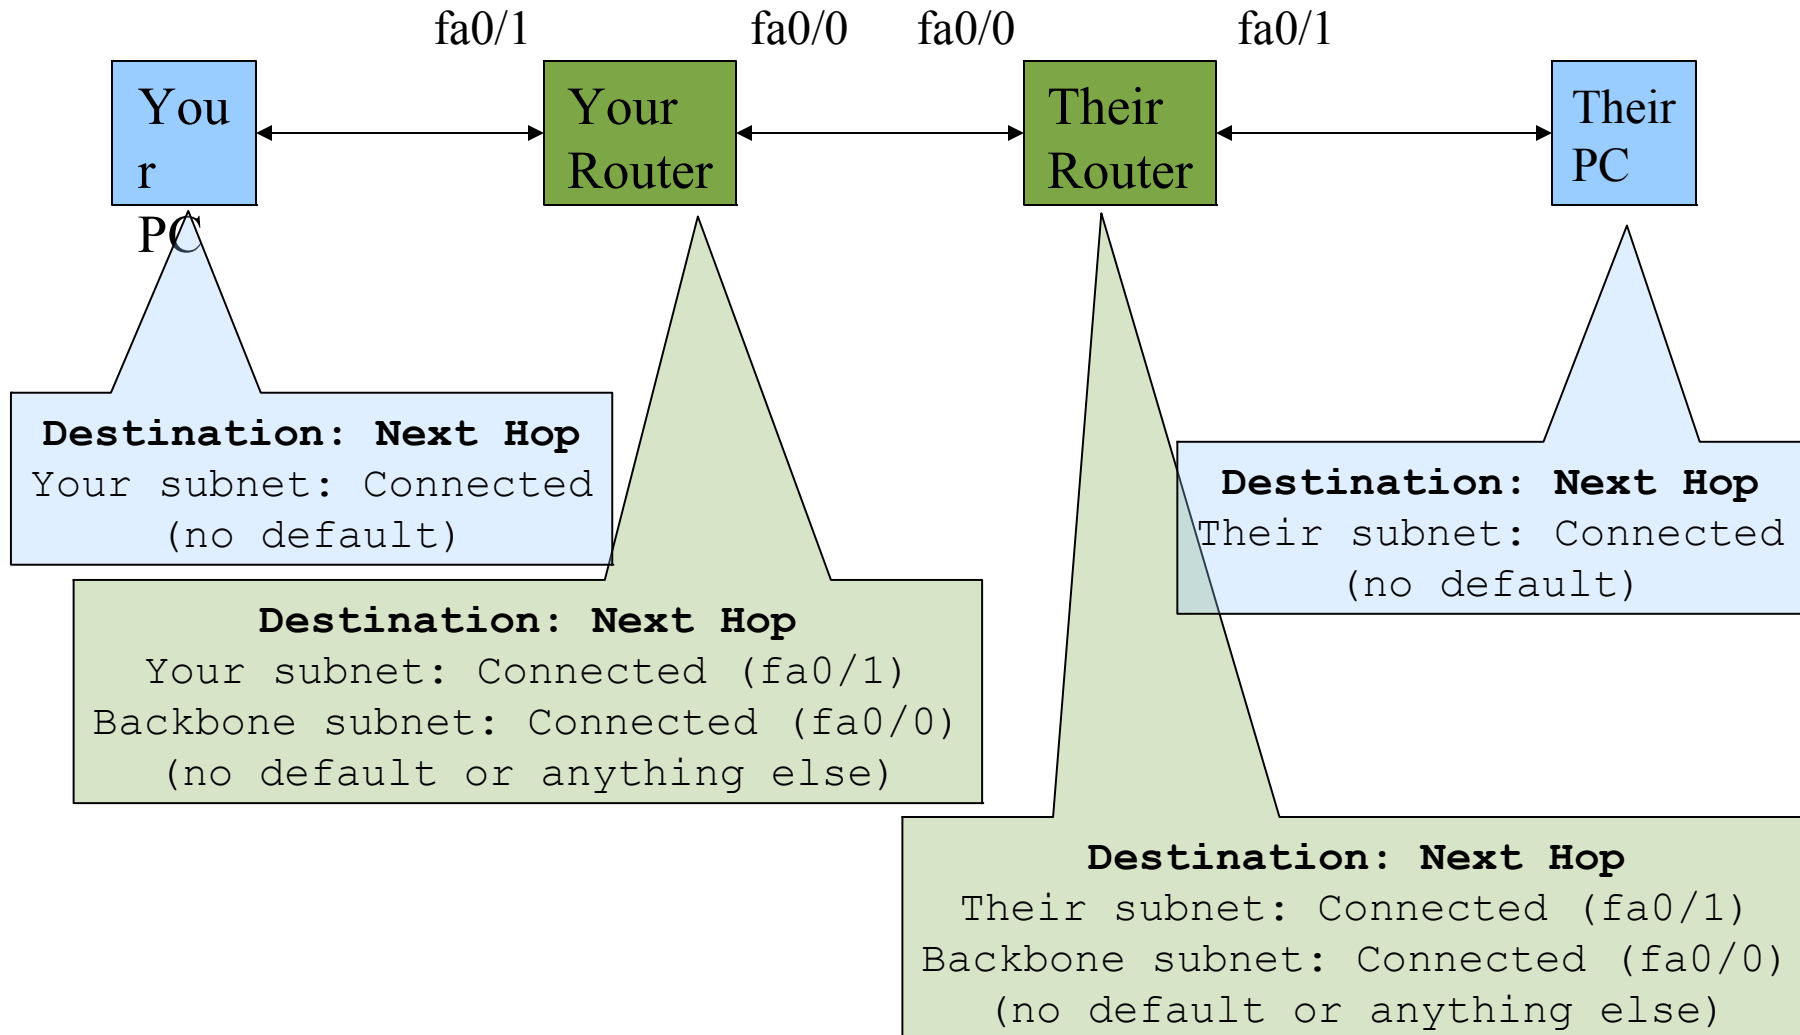 fa0/1 fa0/0 fa0/0 fa0/1
You
r
PC
Your
Router
Their
Router
Their
PC
Destination: Next Hop
Your subnet: Connected
(no default)
Destination: Next Hop
Their subnet: Connected
(no default)
Destination: Next Hop
Your subnet: Connected (fa0/1)
Backbone subnet: Connected (fa0/0)
(no default or anything else)
Destination: Next Hop
Their subnet: Connected (fa0/1)
Backbone subnet: Connected (fa0/0)
(no default or anything else)